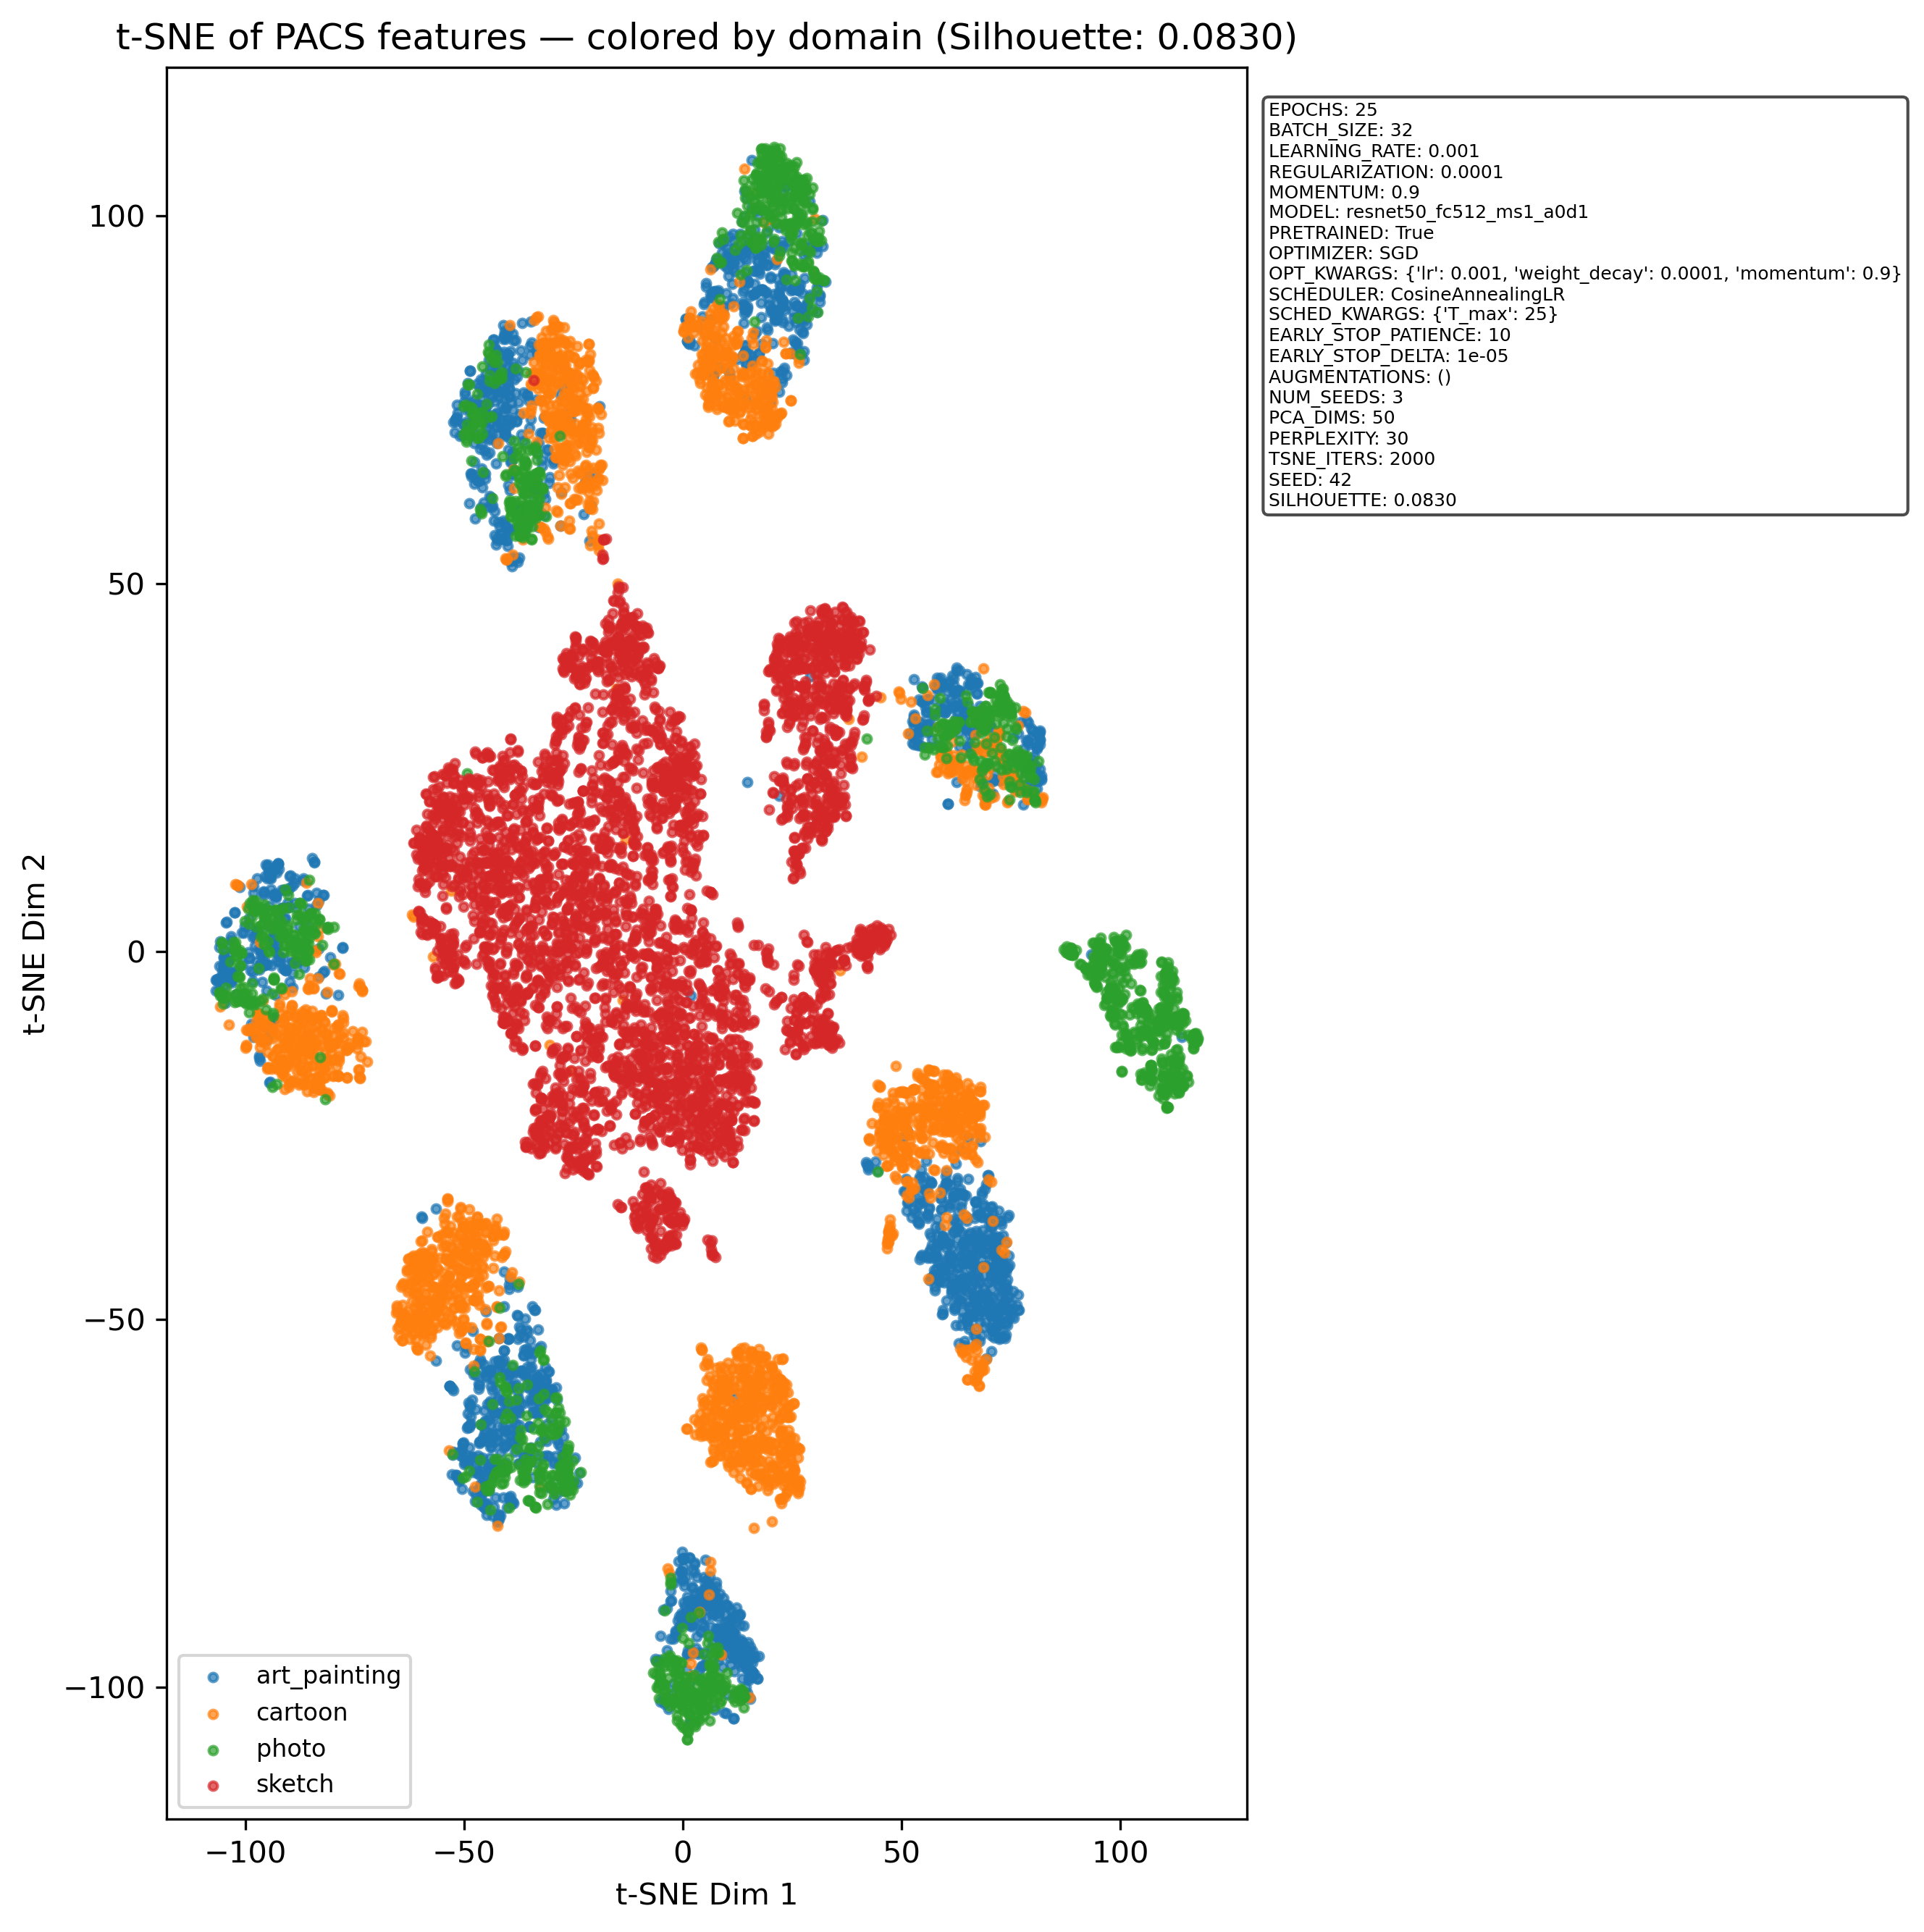 t-SNE of PACS features — colored by domain (Silhouette: 0.0830)
EPOCHS: 25
BATCH_SIZE: 32
LEARNING_RATE: 0.001
REGULARIZATION: 0.0001
MOMENTUM: 0.9
MODEL: resnet50_fc512_ms1_a0d1
PRETRAINED: True
OPTIMIZER: SGD
OPT_KWARGS: {'lr': 0.001, 'weight_decay': 0.0001, 'momentum': 0.9}
SCHEDULER: CosineAnnealingLR
SCHED_KWARGS: {'T_max': 25}
EARLY_STOP_PATIENCE: 10
EARLY_STOP_DELTA: 1e-05
AUGMENTATIONS: ()
NUM_SEEDS: 3
PCA_DIMS: 50
PERPLEXITY: 30
TSNE_ITERS: 2000
SEED: 42
SILHOUETTE: 0.0830
100
50
0
−50
−100
t-SNE Dim 2
art_painting
cartoon
photo
sketch
−100
−50
0
50
100
t-SNE Dim 1